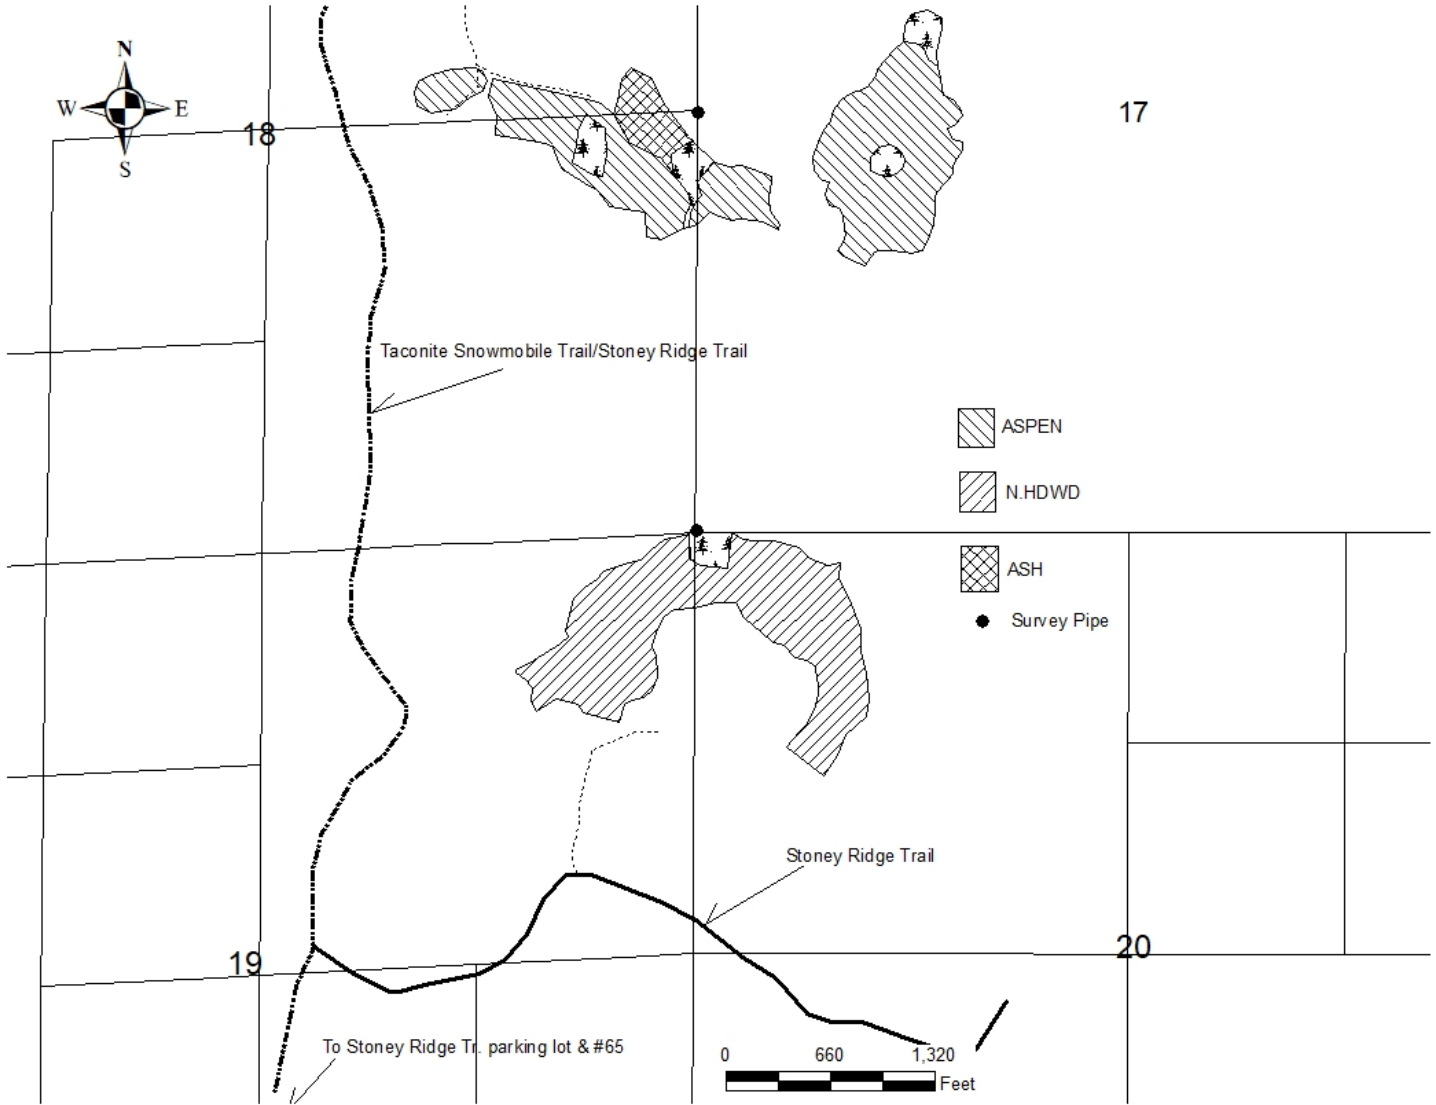 N
W E
S
18
17
Taconite Snowmobile Trail/Stoney Ridge Trail
ASPEN
N.HDWD
ASH
Survey Pipe
Stoney Ridge Trail
19
20
To Stoney Ridge Tr. parking lot & #65
0 660 1,320
Feet